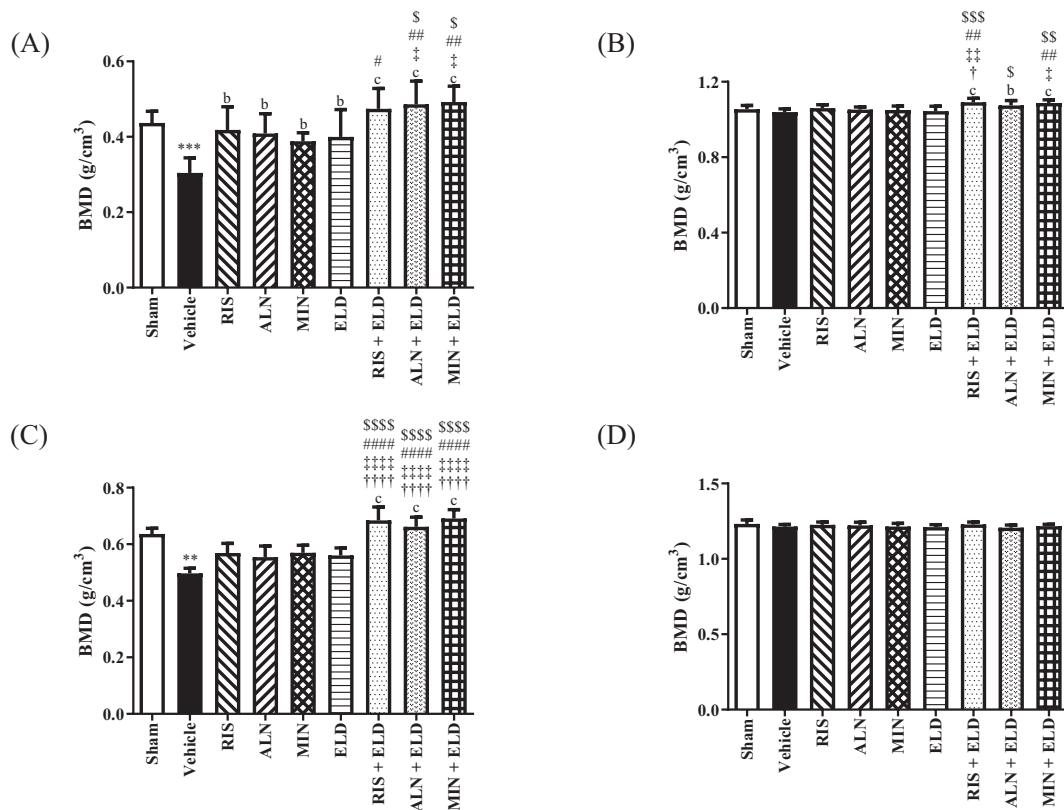 (A)
BMD (g/cm³)
0.6
0.4
0.2
0.0
***
b
b
b
b
#
c
$
##
‡
c
$
##
‡
c
Sham
Vehicle
RIS
ALN
MIN
ELD
RIS + ELD
ALN + ELD
MIN + ELD
(B)
BMD (g/cm³)
1.2
0.8
0.4
0.0
$$$
##
‡‡
†
c
$
b
$$
##
‡
c
Sham
Vehicle
RIS
ALN
MIN
ELD
RIS + ELD
ALN + ELD
MIN + ELD
(C)
BMD (g/cm³)
0.8
0.6
0.4
0.2
0.0
**
$$$$
####
‡‡‡‡
††††
c
$$$$
####
‡‡‡‡
††††
c
$$$$
####
‡‡‡‡
††††
c
Sham
Vehicle
RIS
ALN
MIN
ELD
RIS + ELD
ALN + ELD
MIN + ELD
(D)
BMD (g/cm³)
1.5
1.0
0.5
0.0
Sham
Vehicle
RIS
ALN
MIN
ELD
RIS + ELD
ALN + ELD
MIN + ELD